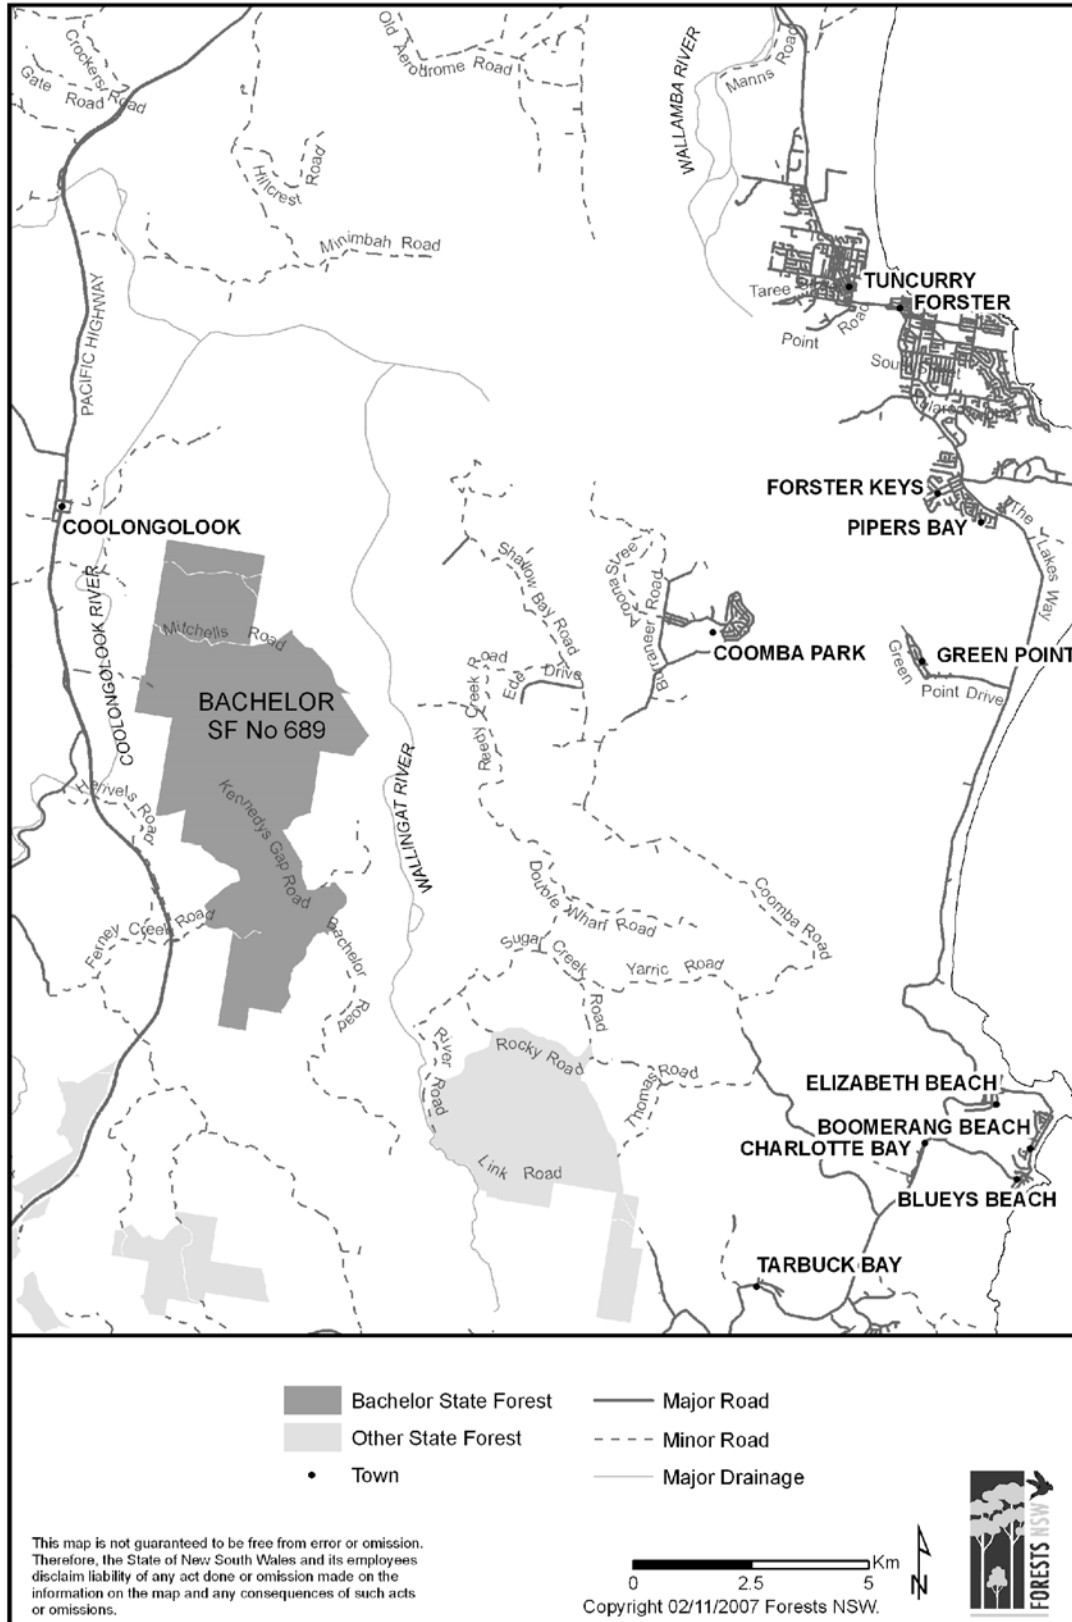 Crockers Road
Gate Road
Old Aerodrome Road
WALLAMBA RIVER
Manns Road
Hillcrest Road
Minimbah Road
PACIFIC HIGHWAY
TUNCURRY
Taree
FORSTER
Point Road
South Street
FORSTER KEYS
COOLONGOLOOK
PIPERS BAY
The Lakes Way
COOLONGOLOOK RIVER
Shallow Bay Road
Aroona Street
Burraneer Road
Mitchells Road
COOMBA PARK
GREEN POINT
Green Point Drive
Reedy Creek Road
Eden Drive
BACHELOR
SF No 689
WALLINGAT RIVER
Kennedys Gap Road
Double Wharf Road
Coomba Road
Ferney Creek Road
Bachelor Road
Sugar Creek Road
Yarric Road
River Road
Rocky Road
Thomas Road
ELIZABETH BEACH
BOOMERANG BEACH
CHARLOTTE BAY
Link Road
BLUEYS BEACH
TARBUCK BAY
Bachelor State Forest
Major Road
Other State Forest
Minor Road
Town
Major Drainage
This map is not guaranteed to be free from error or omission.
Therefore, the State of New South Wales and its employees
disclaim liability of any act done or omission made on the
information on the map and any consequences of such acts
or omissions.
Km
0 2.5 5
N
Copyright 02/11/2007 Forests NSW.
FORESTS NSW